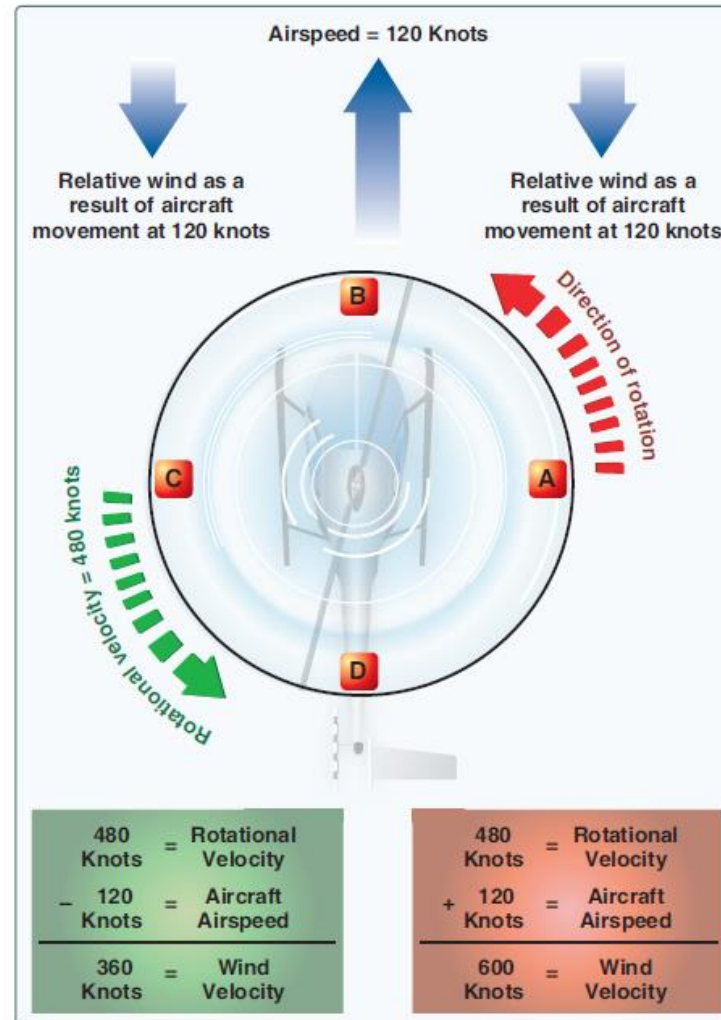 Airspeed = 120 Knots
Relative wind as a
result of aircraft
movement at 120 knots
Relative wind as a
result of aircraft
movement at 120 knots
B
Direction of rotation
C
A
Rotational velocity = 480 knots
D
480 Knots = Rotational Velocity
– 120 Knots = Aircraft Airspeed
360 Knots = Wind Velocity
480 Knots = Rotational Velocity
+ 120 Knots = Aircraft Airspeed
600 Knots = Wind Velocity